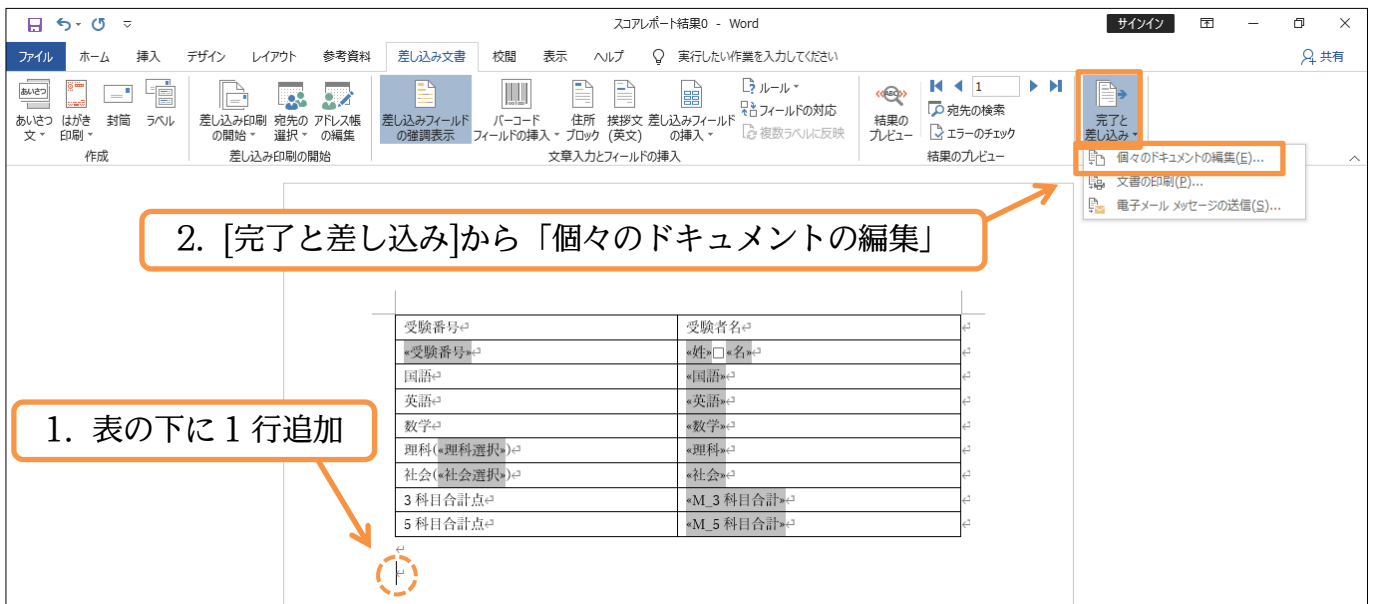 スコアレポート結果0 - Word
サインイン
ファイル ホーム 挿入 デザイン レイアウト 参考資料 差し込み文書 校閲 表示 ヘルプ 実行したい作業を入力してください 共有
あいさつ
あいさつ文 はがき印刷 封筒 ラベル
作成
差し込み印刷の開始 宛先の選択 アドレス帳の編集
差し込み印刷の開始
差し込みフィールドの強調表示 バーコードフィールドの挿入 住所ブロック 挨拶文(英文) 差し込みフィールドの挿入
ルール
フィールドの対応
複数ラベルに反映
文章入力とフィールドの挿入
«ABC»
結果のプレビュー
1
宛先の検索
エラーのチェック
結果のプレビュー
完了と差し込み
個々のドキュメントの編集(E)...
文書の印刷(P)...
電子メール メッセージの送信(S)...
2. [完了と差し込み]から「個々のドキュメントの編集」
受験番号 受験者名
«受験番号» «姓»□«名»
国語 «国語»
英語 «英語»
数学 «数学»
理科(«理科選択») «理科»
社会(«社会選択») «社会»
3 科目合計点 «M_3 科目合計»
5 科目合計点 «M_5 科目合計»
1. 表の下に 1 行追加